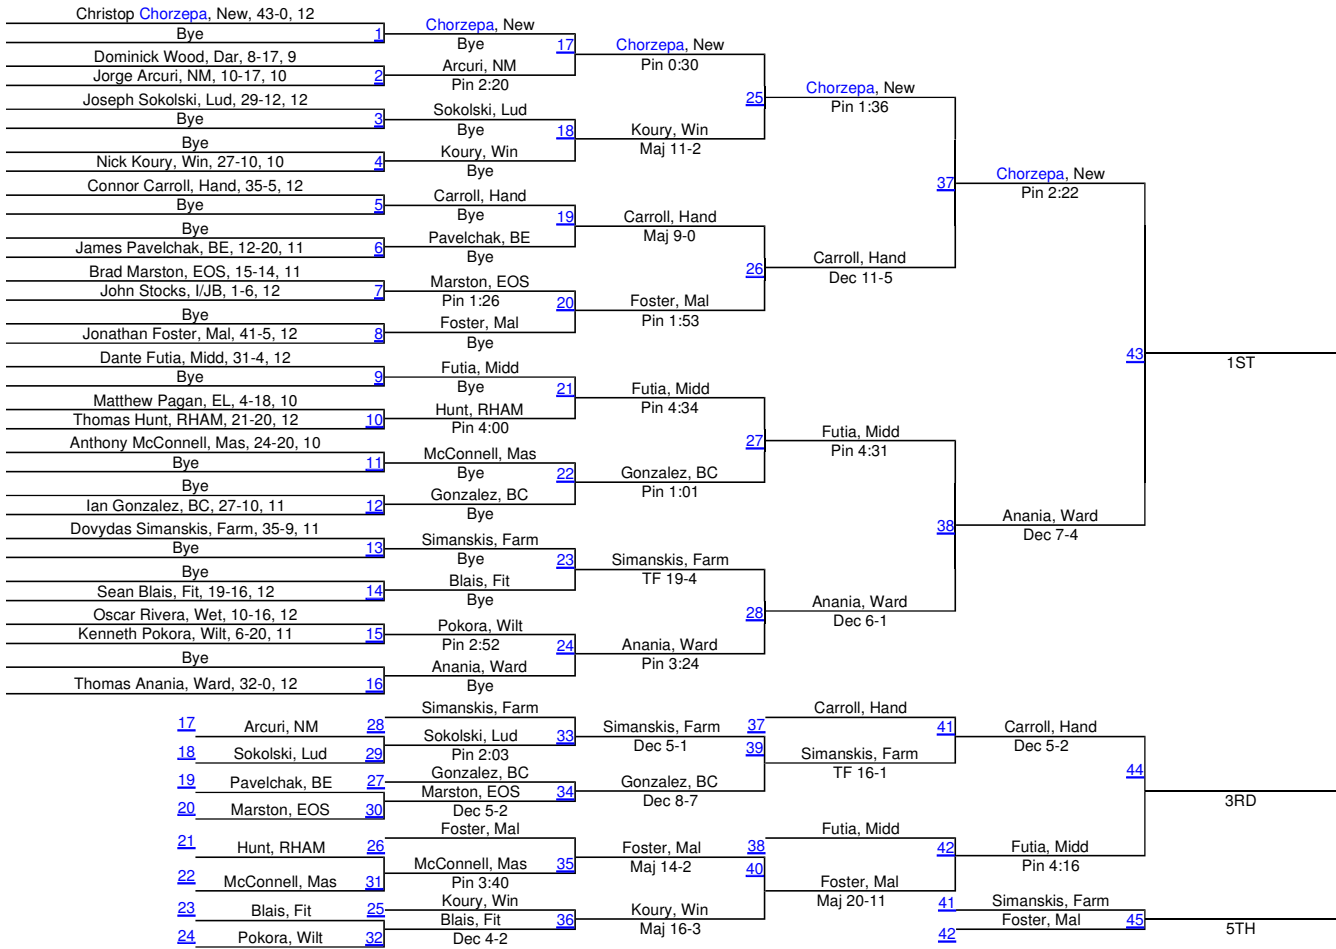 Christop Chorzepa, New, 43-0, 12
Bye
1
Dominick Wood, Dar, 8-17, 9
Jorge Arcuri, NM, 10-17, 10
2
Joseph Sokolski, Lud, 29-12, 12
Bye
3
Bye
Nick Koury, Win, 27-10, 10
4
Connor Carroll, Hand, 35-5, 12
Bye
5
Bye
James Pavelchak, BE, 12-20, 11
6
Brad Marston, EOS, 15-14, 11
John Stocks, I/JB, 1-6, 12
7
Bye
Jonathan Foster, Mal, 41-5, 12
8
Dante Futia, Midd, 31-4, 12
Bye
9
Matthew Pagan, EL, 4-18, 10
Thomas Hunt, RHAM, 21-20, 12
10
Anthony McConnell, Mas, 24-20, 10
Bye
11
Bye
Ian Gonzalez, BC, 27-10, 11
12
Dovydas Simanskis, Farm, 35-9, 11
Bye
13
Bye
Sean Blais, Fit, 19-16, 12
14
Oscar Rivera, Wet, 10-16, 12
Kenneth Pokora, Wilt, 6-20, 11
15
Bye
Thomas Anania, Ward, 32-0, 12
16
Chorzepa, New
Bye
17
Arcuri, NM
Pin 2:20
Sokolski, Lud
Bye
18
Koury, Win
Bye
Carroll, Hand
Bye
19
Pavelchak, BE
Bye
Marston, EOS
Pin 1:26
20
Foster, Mal
Bye
Futia, Midd
Bye
21
Hunt, RHAM
Pin 4:00
McConnell, Mas
Bye
22
Gonzalez, BC
Bye
Simanskis, Farm
Bye
23
Blais, Fit
Bye
Pokora, Wilt
Pin 2:52
24
Anania, Ward
Bye
Chorzepa, New
Pin 0:30
25
Koury, Win
Maj 11-2
Carroll, Hand
Maj 9-0
26
Foster, Mal
Pin 1:53
Futia, Midd
Pin 4:34
27
Gonzalez, BC
Pin 1:01
Simanskis, Farm
TF 19-4
28
Anania, Ward
Pin 3:24
Chorzepa, New
Pin 1:36
37
Carroll, Hand
Dec 11-5
Futia, Midd
Pin 4:31
38
Anania, Ward
Dec 6-1
Chorzepa, New
Pin 2:22
43
Anania, Ward
Dec 7-4
1ST
17
Arcuri, NM
28
18
Sokolski, Lud
29
19
Pavelchak, BE
27
20
Marston, EOS
30
21
Hunt, RHAM
26
22
McConnell, Mas
31
23
Blais, Fit
25
24
Pokora, Wilt
32
Simanskis, Farm
Sokolski, Lud
33
Pin 2:03
Gonzalez, BC
Marston, EOS
34
Dec 5-2
Foster, Mal
McConnell, Mas
35
Pin 3:40
Koury, Win
Blais, Fit
36
Dec 4-2
Simanskis, Farm
Dec 5-1
37
39
Gonzalez, BC
Dec 8-7
Foster, Mal
Maj 14-2
38
40
Koury, Win
Maj 16-3
Carroll, Hand
41
Simanskis, Farm
TF 16-1
Futia, Midd
42
Foster, Mal
Maj 20-11
Carroll, Hand
Dec 5-2
44
Futia, Midd
Pin 4:16
3RD
41
Simanskis, Farm
Foster, Mal
45
42
5TH